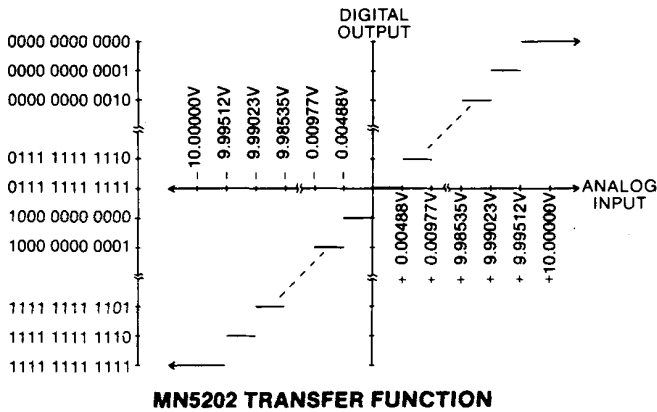 DIGITAL
OUTPUT
0000 0000 0000
0000 0000 0001
0000 0000 0010
0111 1111 1110
0111 1111 1111
1000 0000 0000
1000 0000 0001
1111 1111 1101
1111 1111 1110
1111 1111 1111
- 10.00000V
- 9.99512V
- 9.99023V
- 9.98535V
- 0.00977V
- 0.00488V
ANALOG
INPUT
+ 0.00488V
+ 0.00977V
+ 9.98535V
+ 9.99023V
+ 9.99512V
+10.00000V
MN5202 TRANSFER FUNCTION